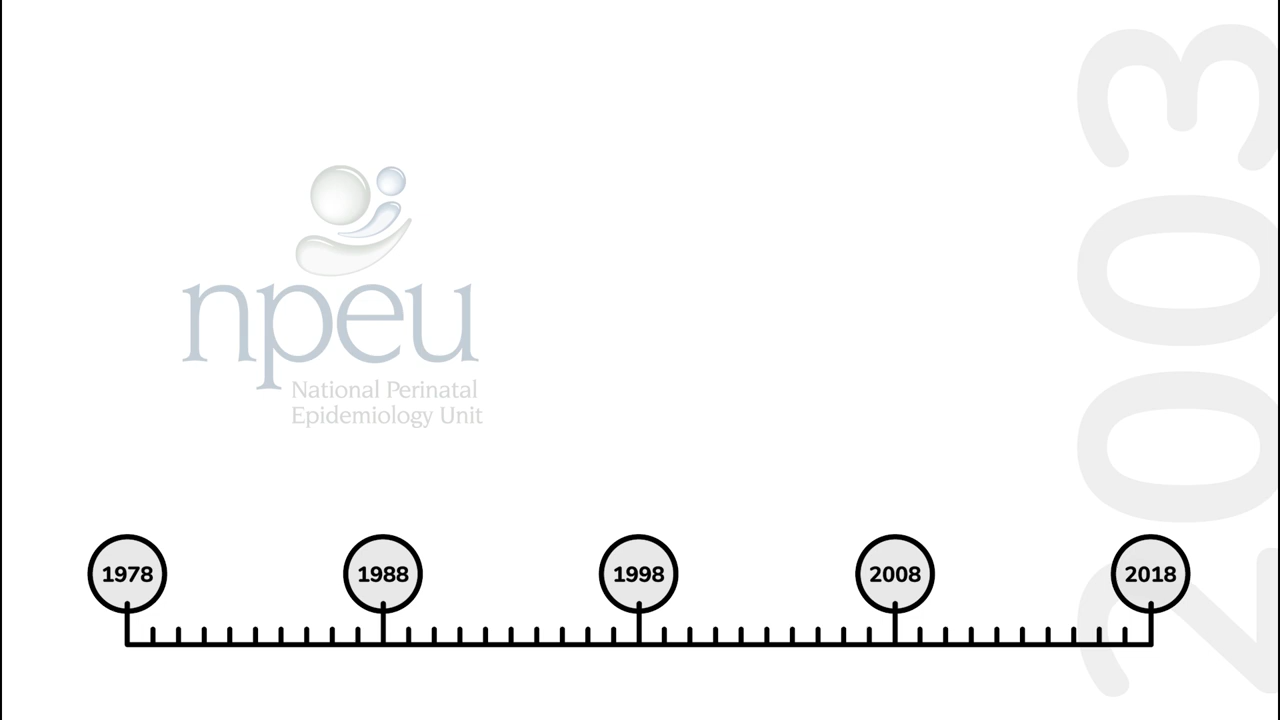 npeu
National Perinatal
Epidemiology Unit
2003
1978
1988
1998
2008
2018